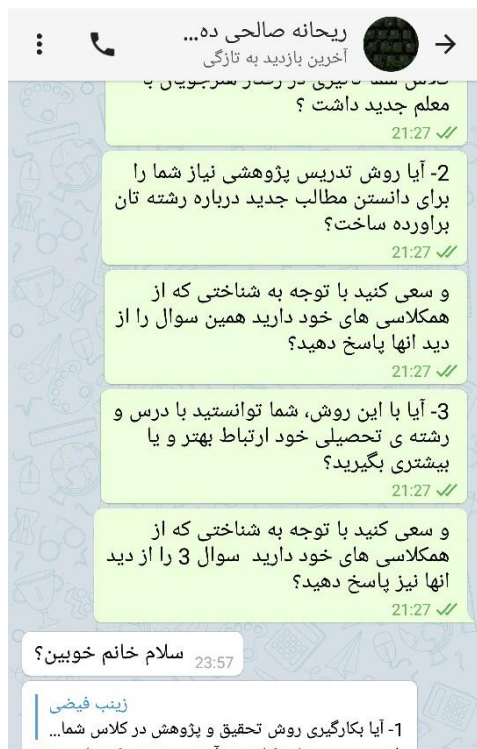 ریحانه صالحی ده...
آخرین بازدید به تازگی
معلم جدید داشت ؟
21:27
2- آیا روش تدریس پژوهشی نیاز شما را
برای دانستن مطالب جدید درباره رشته تان
براورده ساخت؟
21:27
و سعی کنید با توجه به شناختی که از
همکلاسی های خود دارید همین سوال را از
دید انها پاسخ دهید؟
21:27
3- آیا با این روش، شما توانستید با درس و
رشته ی تحصیلی خود ارتباط بهتر و یا
بیشتری بگیرید؟
21:27
و سعی کنید با توجه به شناختی که از
همکلاسی های خود دارید سوال 3 را از دید
انها نیز پاسخ دهید؟
21:27
سلام خانم خوبین؟
23:57
زینب فیضی
1- آیا بکارگیری روش تحقیق و پژوهش در کلاس شما...